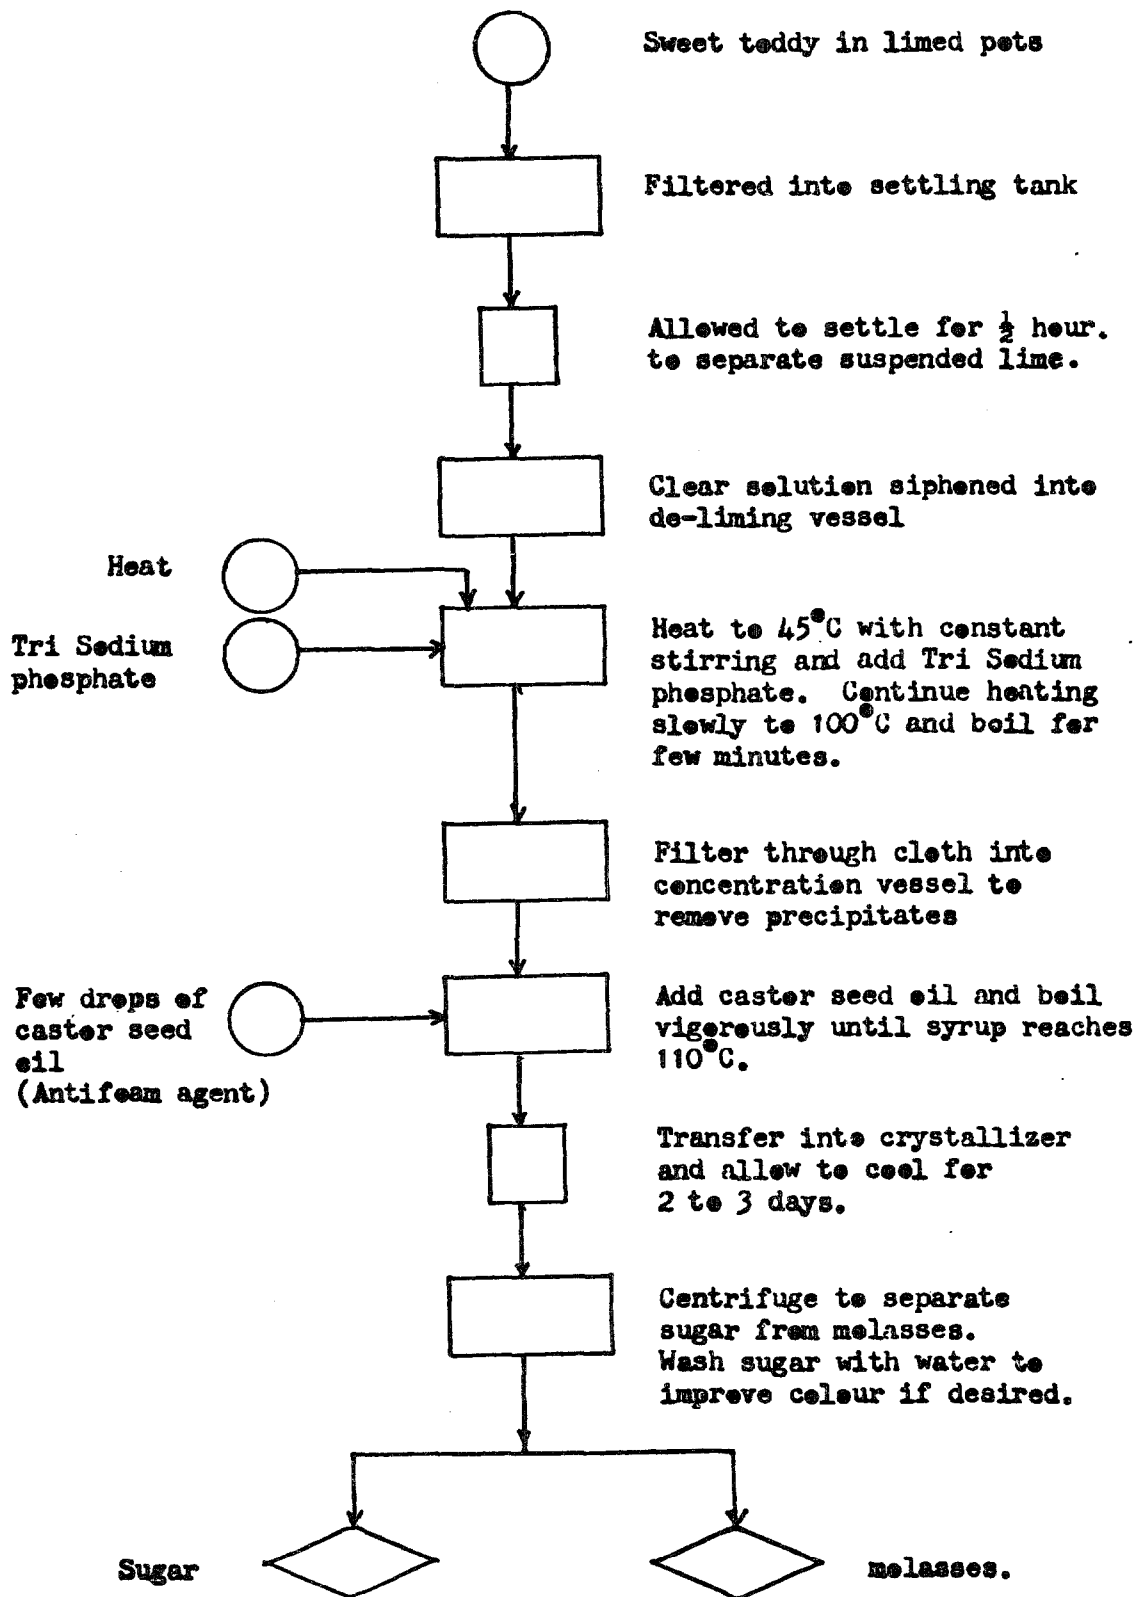 Sweet toddy in limed pots
Filtered into settling tank
Allowed to settle for ½ hour.
to separate suspended lime.
Clear solution siphoned into
de-liming vessel
Heat
Tri Sodium
phosphate
Heat to 45°C with constant
stirring and add Tri Sodium
phosphate. Continue heating
slowly to 100°C and boil for
few minutes.
Filter through cloth into
concentration vessel to
remove precipitates
Few drops of
castor seed
oil
(Antifoam agent)
Add castor seed oil and boil
vigorously until syrup reaches
110°C.
Transfer into crystallizer
and allow to cool for
2 to 3 days.
Centrifuge to separate
sugar from molasses.
Wash sugar with water to
improve colour if desired.
Sugar
molasses.